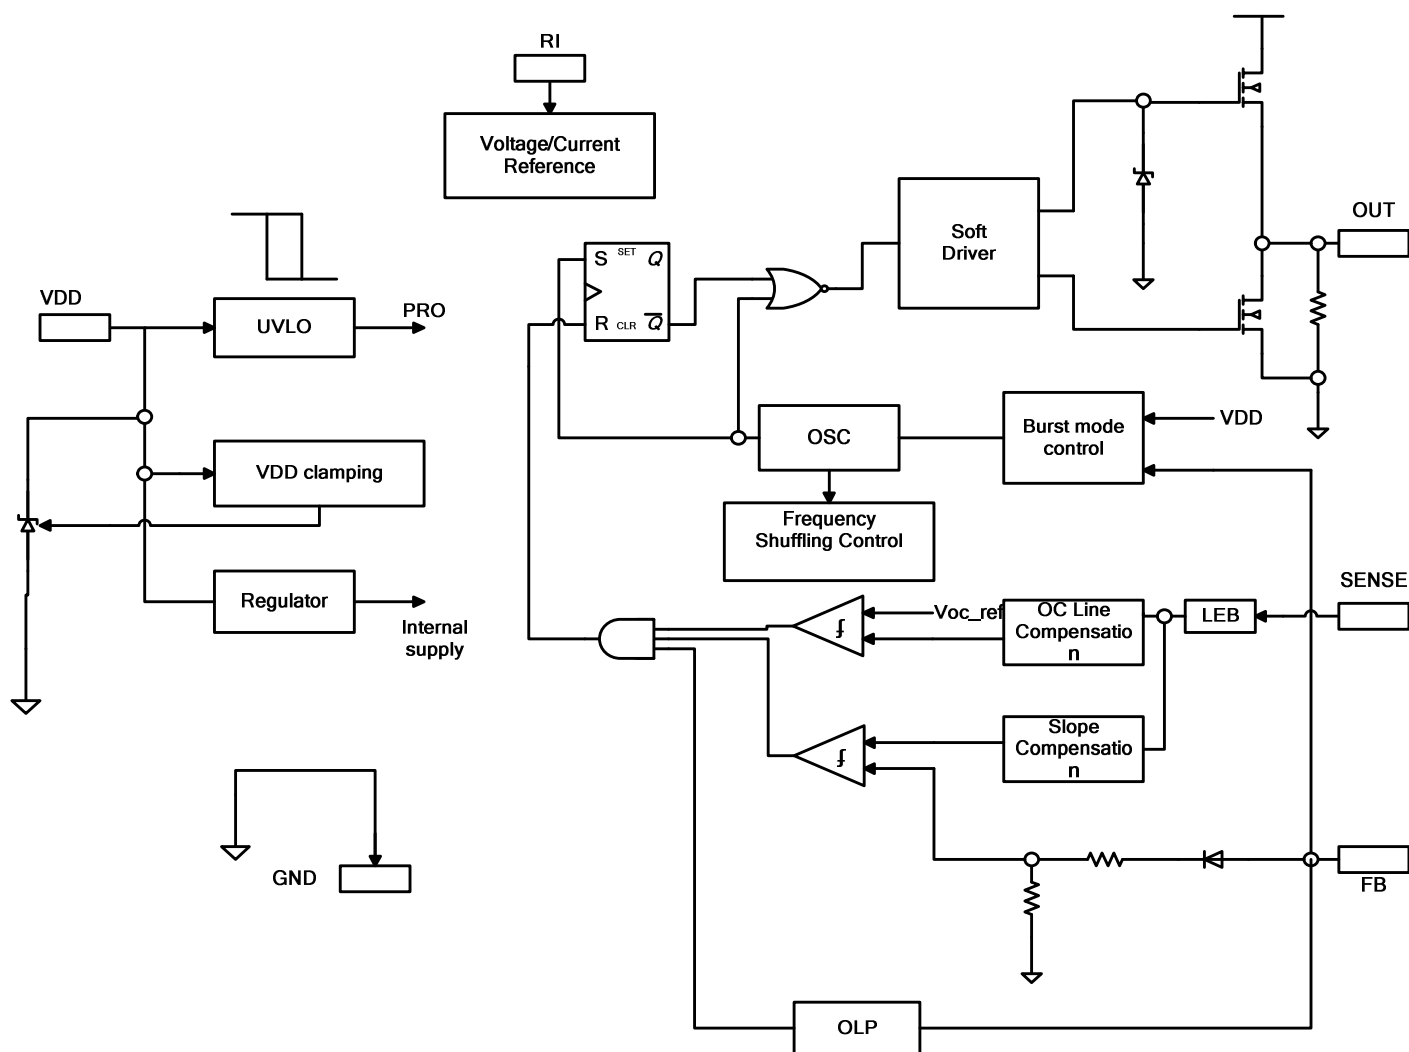 RI
Voltage/Current
Reference
OUT
Soft
Driver
S SET Q
R CLR Q
VDD
UVLO
PRO
VDD clamping
Regulator
Internal
supply
OSC
Burst mode
control
VDD
Frequency
Shuffling Control
SENSE
Voc_ref
OC Line
Compensatio
n
LEB
Slope
Compensatio
n
GND
FB
OLP